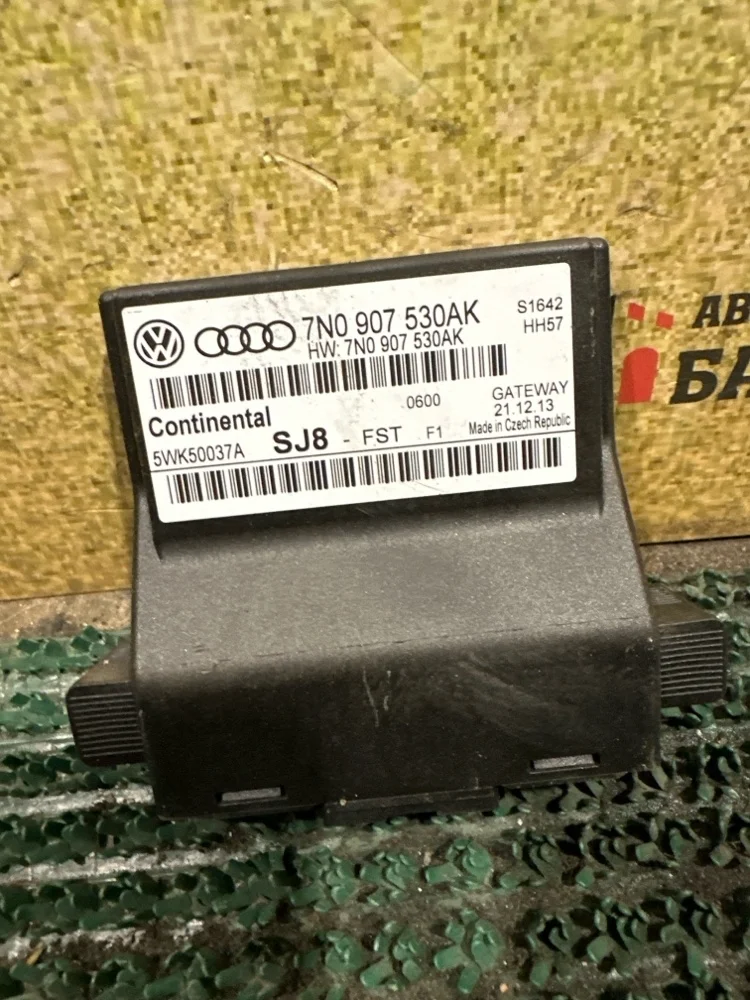 7N0 907 530AK
HW: 7N0 907 530AK
S1642
HH57
Continental
0600
GATEWAY
21.12.13
Made in Czech Republic
5WK50037A
SJ8 - FST F1
АВ
БА